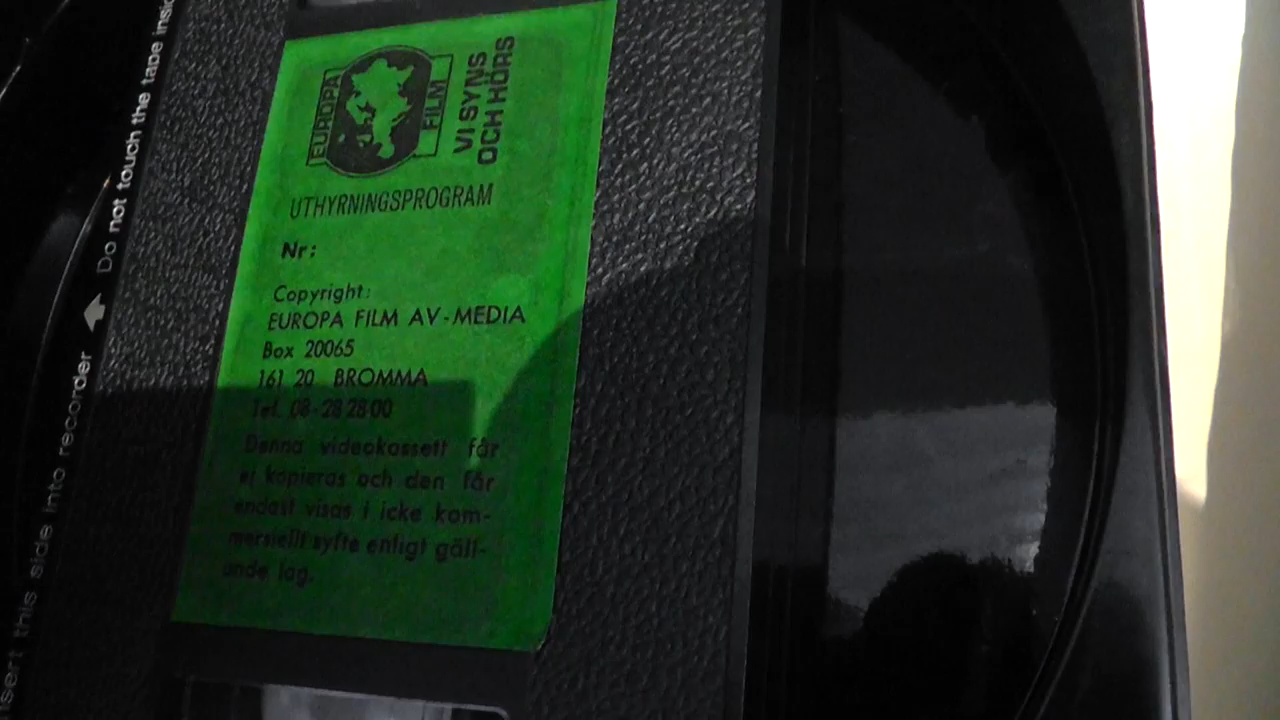 EUROPA FILM
VI SYNS
OCH HÖRS
UTHYRNINGSPROGRAM
Nr:
Copyright:
EUROPA FILM AV-MEDIA
Box 20065
161 20 BROMMA
Tel. 08-28 28 00
Denna videokassett får
ej kopieras och den får
endast visas i icke kom-
mersiellt syfte enligt gäll-
ande lag.
Insert this side into recorder
Do not touch the tape insid